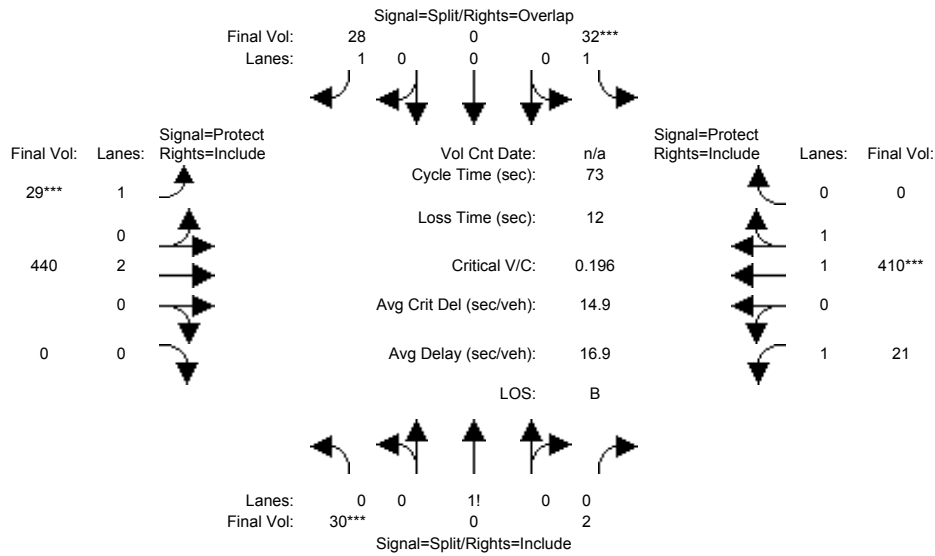 Signal=Split/Rights=Overlap
Final Vol: 28 0 32***
Lanes: 1 0 0 0 1
Signal=Protect Signal=Protect
Final Vol: Lanes: Rights=Include Vol Cnt Date: n/a Rights=Include Lanes: Final Vol:
Cycle Time (sec): 73
29*** 1 0 0
Loss Time (sec): 12
0 1
440 2 Critical V/C: 0.196 1 410***
0 Avg Crit Del (sec/veh): 14.9 0
0 0 Avg Delay (sec/veh): 16.9 1 21
LOS: B
Lanes: 0 0 1! 0 0
Final Vol: 30*** 0 2
Signal=Split/Rights=Include